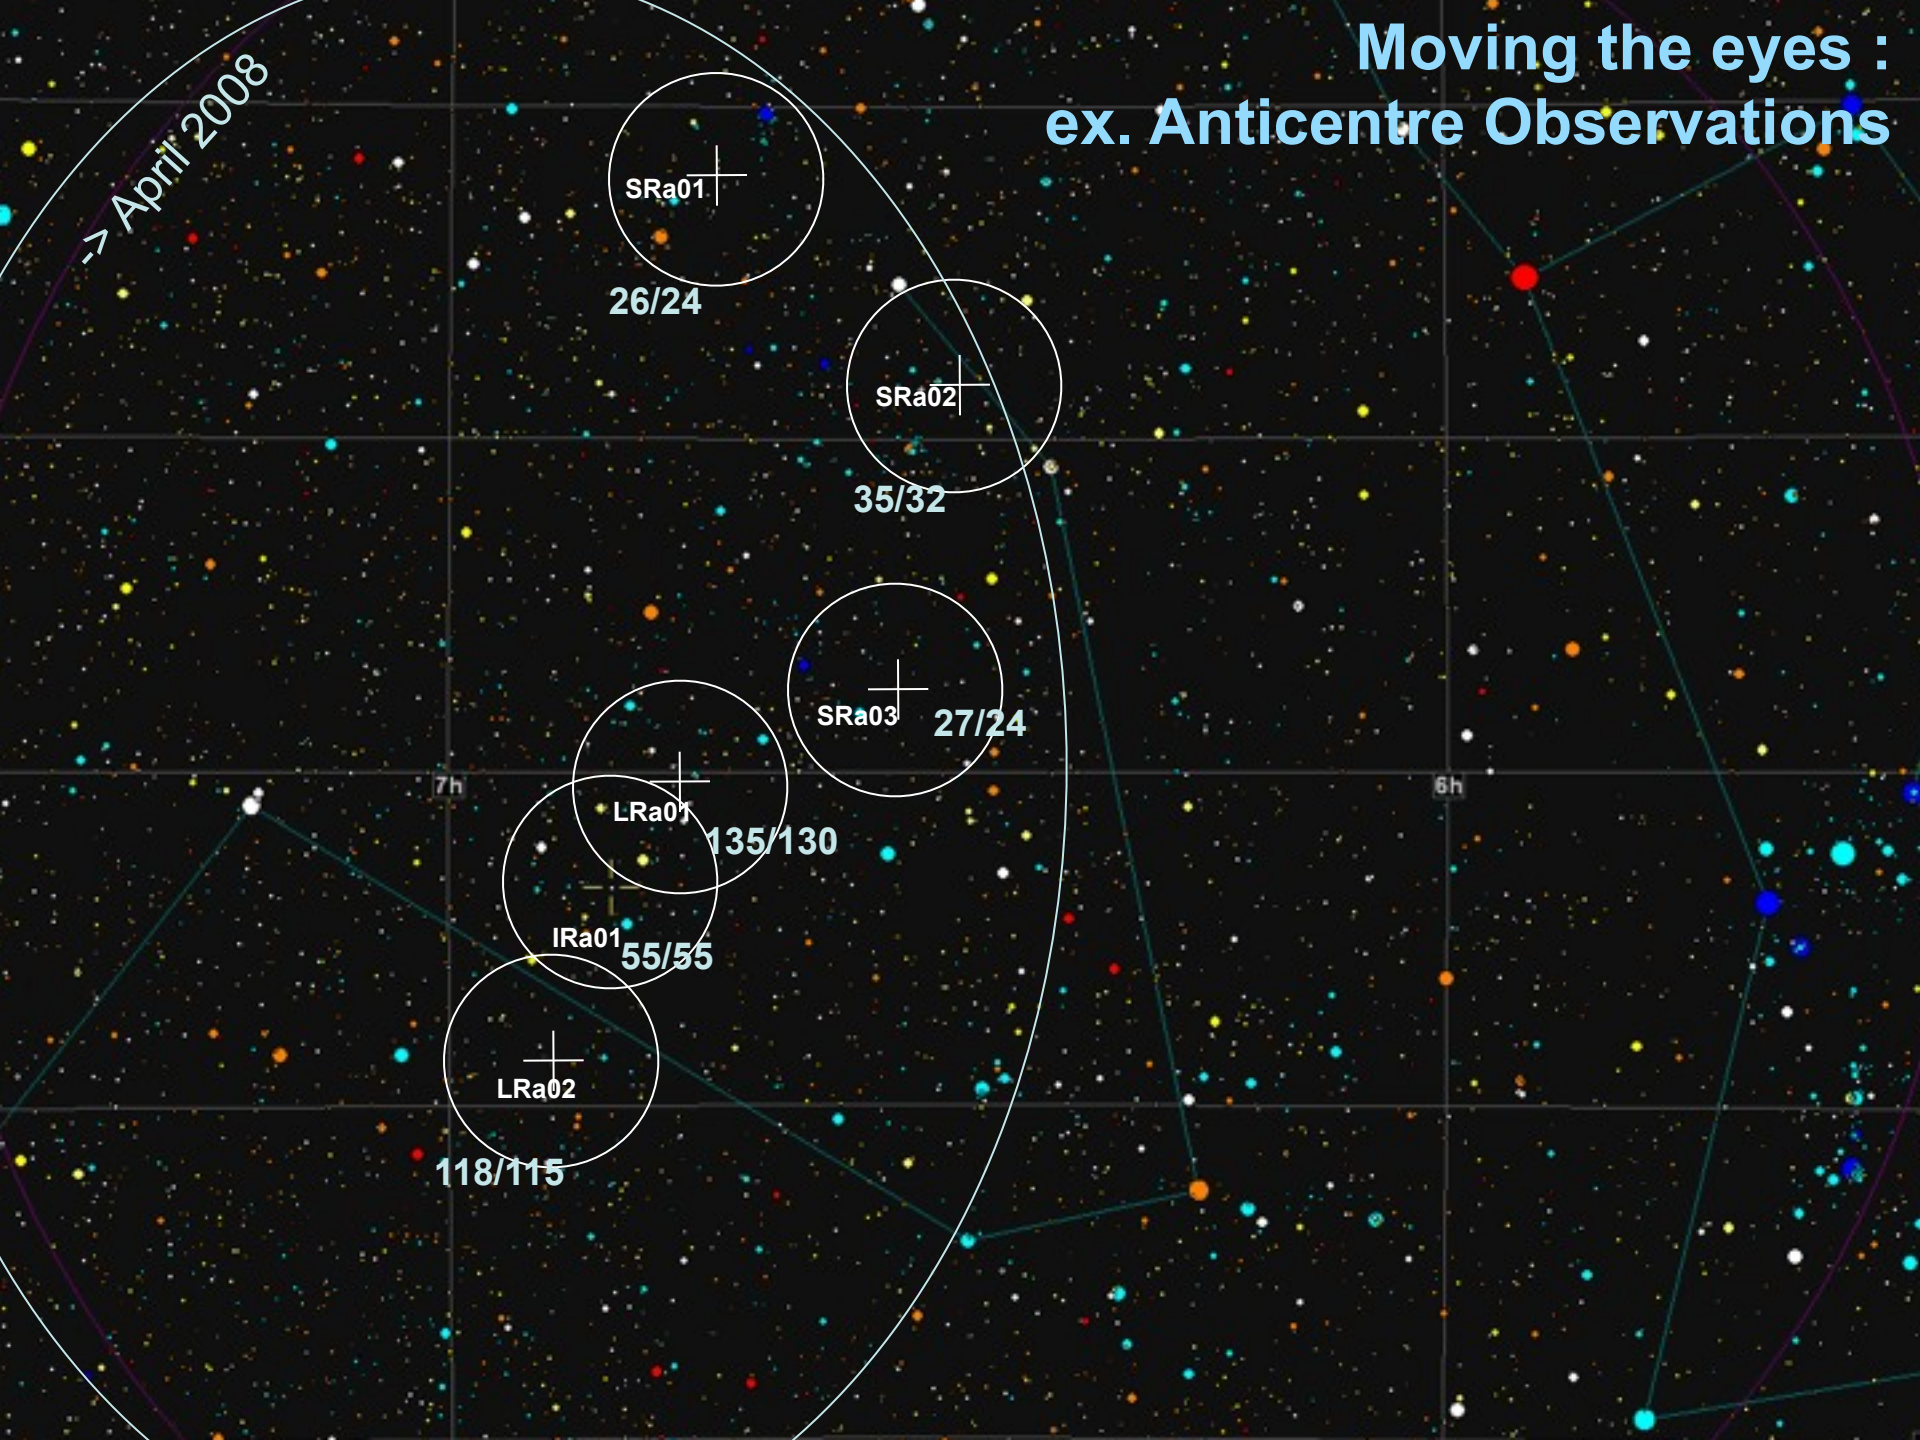 Moving the eyes :
ex. Anticentre Observations
-> April 2008
SRa01
26/24
SRa02
35/32
SRa03
27/24
7h
6h
LRa01
135/130
IRa01
55/55
LRa02
118/115